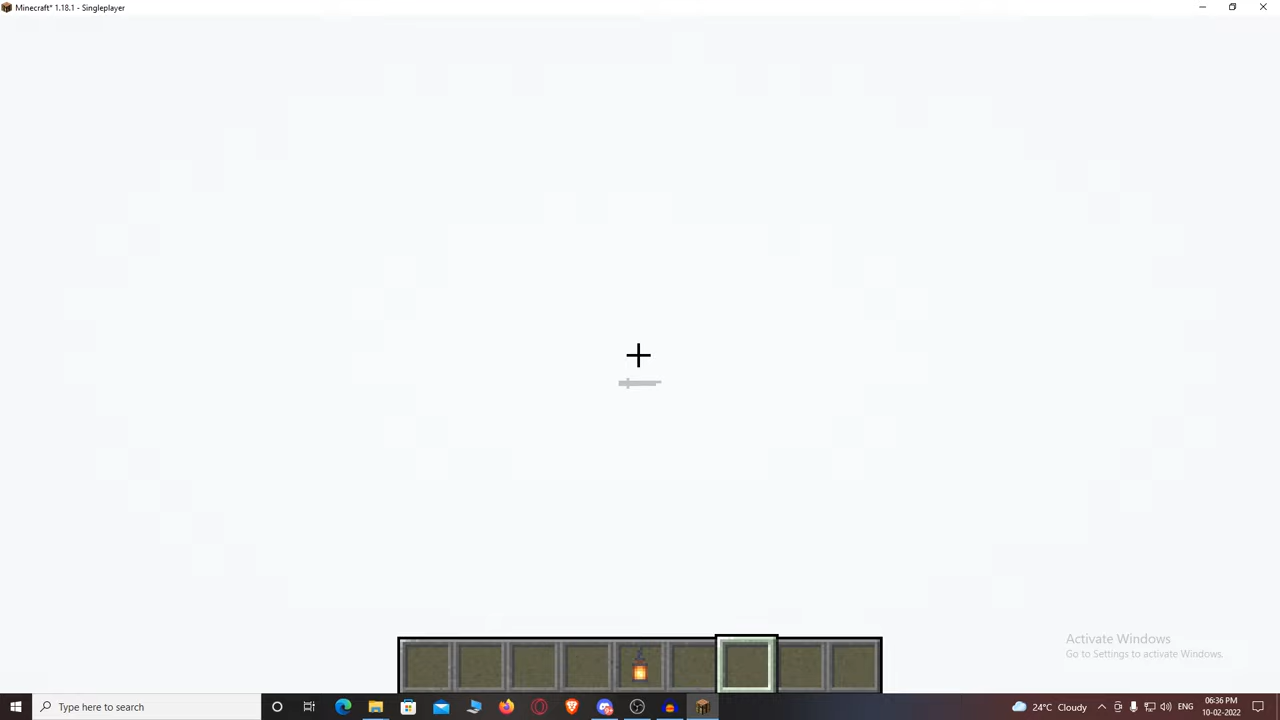 Minecraft* 1.18.1 - Singleplayer
Activate Windows
Go to Settings to activate Windows.
Type here to search
24°C Cloudy
ENG
06:36 PM
10-02-2022